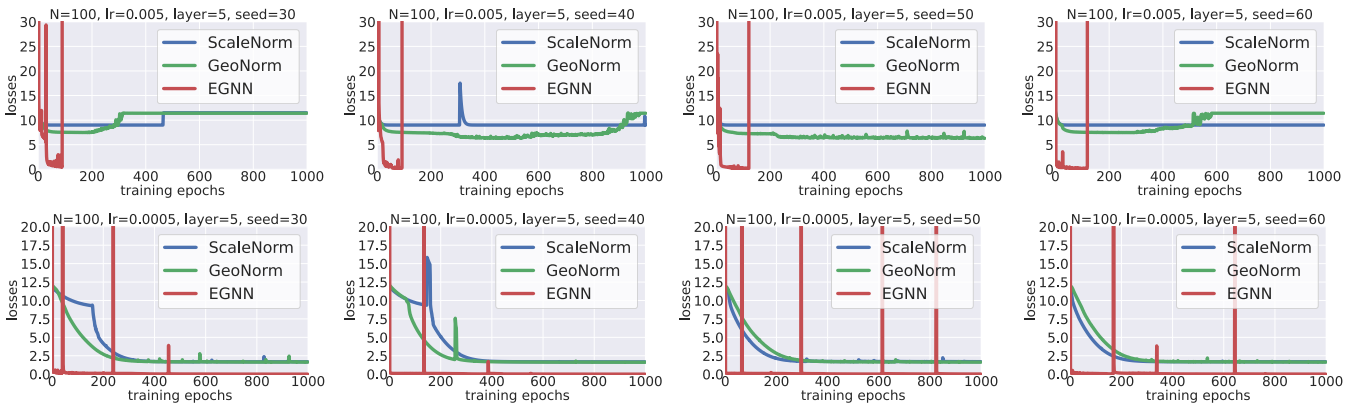 N=100, lr=0.005, layer=5, seed=30
30
25
20
15
10
5
0
losses
ScaleNorm
GeoNorm
EGNN
0 200 400 600 800 1000
training epochs
N=100, lr=0.005, layer=5, seed=40
30
25
20
15
10
5
0
losses
ScaleNorm
GeoNorm
EGNN
0 200 400 600 800 1000
training epochs
N=100, lr=0.005, layer=5, seed=50
30
25
20
15
10
5
0
losses
ScaleNorm
GeoNorm
EGNN
0 200 400 600 800 1000
training epochs
N=100, lr=0.005, layer=5, seed=60
30
25
20
15
10
5
0
losses
ScaleNorm
GeoNorm
EGNN
0 200 400 600 800 1000
training epochs
N=100, lr=0.0005, layer=5, seed=30
20.0
17.5
15.0
12.5
10.0
7.5
5.0
2.5
0.0
losses
ScaleNorm
GeoNorm
EGNN
0 200 400 600 800 1000
training epochs
N=100, lr=0.0005, layer=5, seed=40
20.0
17.5
15.0
12.5
10.0
7.5
5.0
2.5
0.0
losses
ScaleNorm
GeoNorm
EGNN
0 200 400 600 800 1000
training epochs
N=100, lr=0.0005, layer=5, seed=50
20.0
17.5
15.0
12.5
10.0
7.5
5.0
2.5
0.0
losses
ScaleNorm
GeoNorm
EGNN
0 200 400 600 800 1000
training epochs
N=100, lr=0.0005, layer=5, seed=60
20.0
17.5
15.0
12.5
10.0
7.5
5.0
2.5
0.0
losses
ScaleNorm
GeoNorm
EGNN
0 200 400 600 800 1000
training epochs